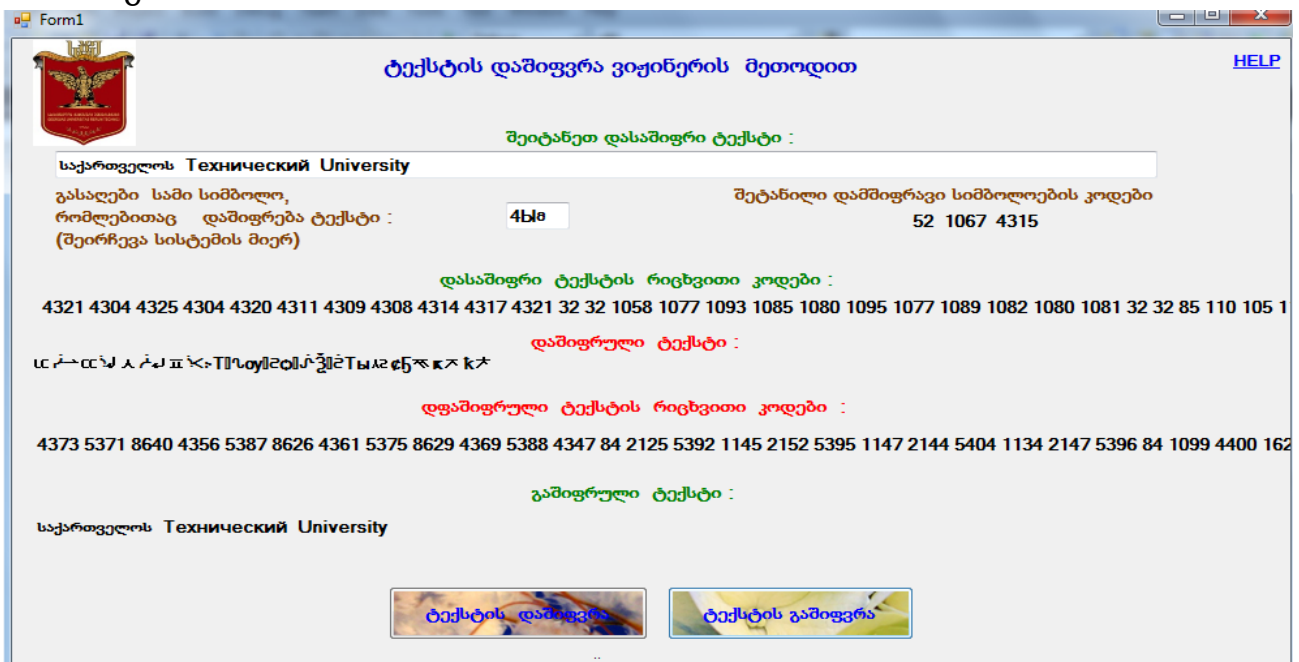 Form1
ტექსტის დაშიფვრა ვიჟინერის მეთოდით
HELP
შეიტანეთ დასაშიფრი ტექსტი :
საქართველოს Технический University
გასაღები სამი სიმბოლო,
რომლებითაც დაშიფრება ტექსტი :
(შეირჩევა სისტემის მიერ)
4Ыმ
შეტანილი დამშიფრავი სიმბოლოების კოდები
52 1067 4315
დასაშიფრი ტექსტის რიცხვითი კოდები :
4321 4304 4325 4304 4320 4311 4309 4308 4314 4317 4321 32 32 1058 1077 1093 1085 1080 1095 1077 1089 1082 1080 1081 32 32 85 110 105 1
დაშიფრული ტექსტი :
დფაშიფრული ტექსტის რიცხვითი კოდები :
4373 5371 8640 4356 5387 8626 4361 5375 8629 4369 5388 4347 84 2125 5392 1145 2152 5395 1147 2144 5404 1134 2147 5396 84 1099 4400 162
გაშიფრული ტექსტი :
საქართველოს Технический University
ტექსტის დაშიფვრა
ტექსტის გაშიფვრა